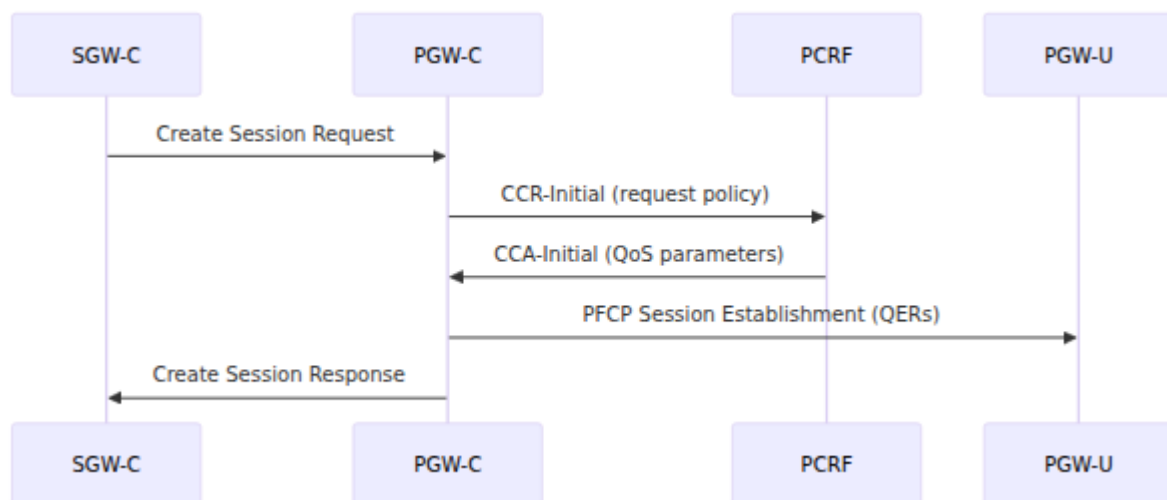 SGW-C
PGW-C
PCRF
PGW-U
Create Session Request
CCR-Initial (request policy)
CCA-Initial (QoS parameters)
PFCP Session Establishment (QERs)
Create Session Response
SGW-C
PGW-C
PCRF
PGW-U